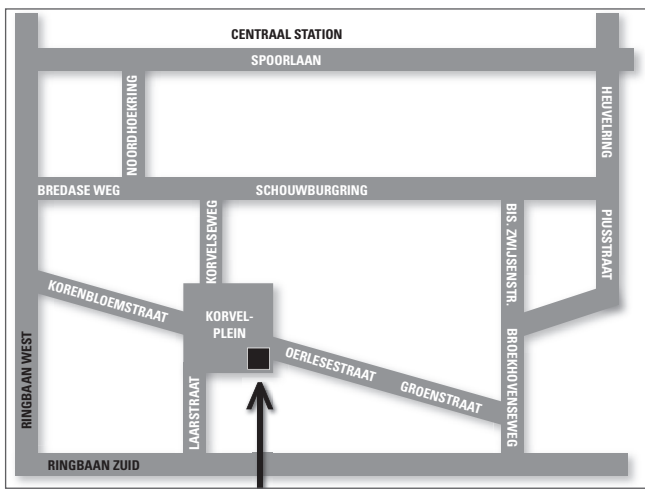 CENTRAAL STATION
SPOORLAAN
NOORDHOEKRING
HEUVELRING
BREDASE WEG
SCHOUWBURGRING
KORVELSEWEG
BIS. ZWIJSENSTR.
PIUSSTRAAT
KORENBLOEMSTRAAT
KORVEL-
PLEIN
OERLESESTRAAT
GROENSTRAAT
BROEKHOVENSEWEG
RINGBAAN WEST
LAARSTRAAT
RINGBAAN ZUID